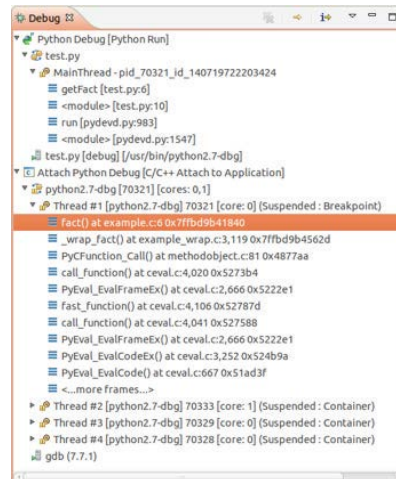 Debug
Python Debug [Python Run]
test.py
MainThread - pid_70321_id_140719722203424
getFact [test.py:6]
<module> [test.py:10]
run [pydevd.py:983]
<module> [pydevd.py:1547]
test.py [debug] [/usr/bin/python2.7-dbg]
Attach Python Debug [C/C++ Attach to Application]
python2.7-dbg [70321] [cores: 0,1]
Thread #1 [python2.7-dbg] 70321 [core: 0] (Suspended : Breakpoint)
fact() at example.c:6 0x7ffbd9b41840
_wrap_fact() at example_wrap.c:3,119 0x7ffbd9b4562d
PyCFunction_Call() at methodobject.c:81 0x4877aa
call_function() at ceval.c:4,020 0x5273b4
PyEval_EvalFrameEx() at ceval.c:2,666 0x5222e1
fast_function() at ceval.c:4,106 0x52787d
call_function() at ceval.c:4,041 0x527588
PyEval_EvalFrameEx() at ceval.c:2,666 0x5222e1
PyEval_EvalCodeEx() at ceval.c:3,252 0x524b9a
PyEval_EvalCode() at ceval.c:667 0x51ad3f
<...more frames...>
Thread #2 [python2.7-dbg] 70333 [core: 1] (Suspended : Container)
Thread #3 [python2.7-dbg] 70329 [core: 0] (Suspended : Container)
Thread #4 [python2.7-dbg] 70328 [core: 0] (Suspended : Container)
gdb (7.7.1)